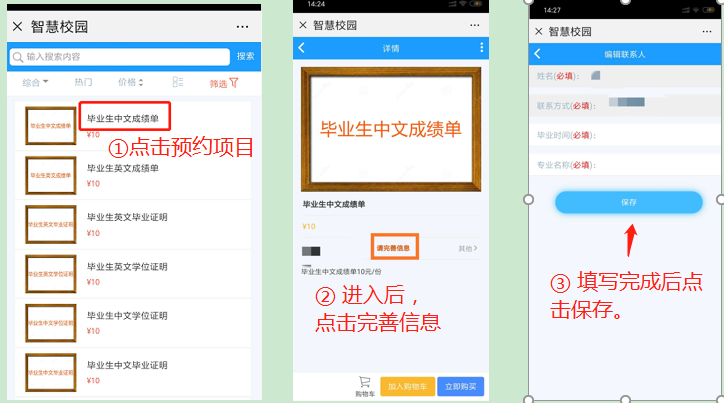 智慧校园
输入搜索内容
搜索
综合
热门
价格
筛选
毕业生中文成绩单
毕业生中文成绩单
¥10
①点击预约项目
毕业生英文成绩单
毕业生英文成绩单
¥10
毕业生英文毕业证明
毕业生英文毕业证明
¥10
毕业生英文学位证明
毕业生英文学位证明
¥10
毕业生中文学位证明
毕业生中文学位证明
¥10
毕业生中文毕业证明
毕业生中文毕业证明
¥10
14:24
智慧校园
详情
毕业生中文成绩单
毕业生中文成绩单
¥10
请完善信息
其他
毕业生中文成绩单10元/份
② 进入后，
点击完善信息
购物车
加入购物车
立即购买
14:27
智慧校园
编辑联系人
姓名(必填):
联系方式(必填):
毕业时间(必填):
专业名称(必填):
保存
③ 填写完成后点
击保存。